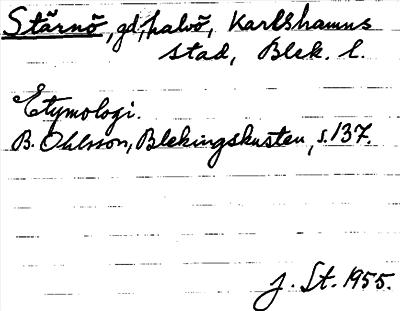 Stärnö, gd, halvö, Karlshamns
stad, Blek. l.
Etymologi.
B. Ohlsson, Blekingskusten, s. 137.
J. St. 1955.